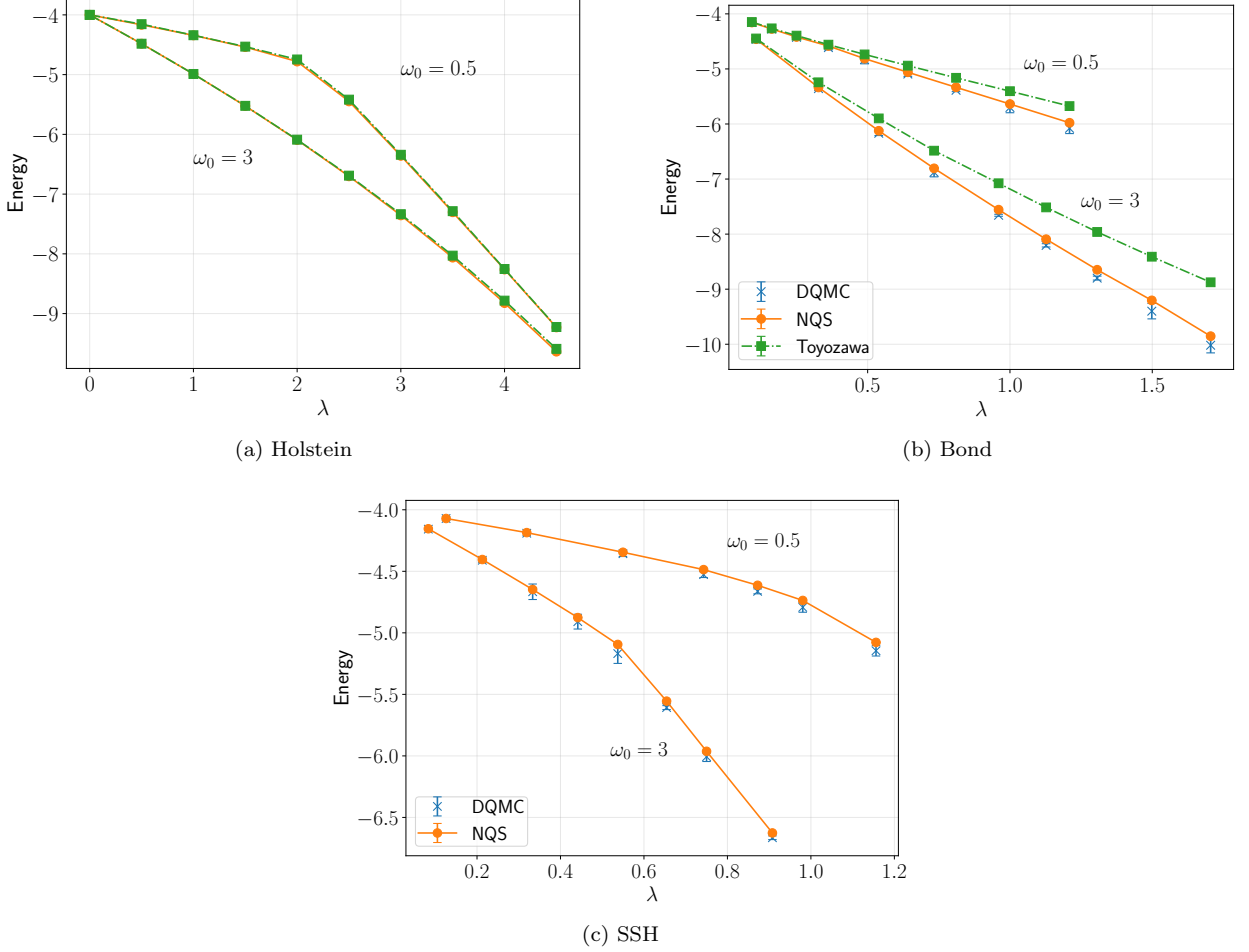 −4
−5
−6
−7
−8
−9
Energy
0
1
2
3
4
λ
ω₀ = 0.5
ω₀ = 3
(a) Holstein
−4
−5
−6
−7
−8
−9
−10
Energy
0.5
1.0
1.5
λ
ω₀ = 0.5
ω₀ = 3
DQMC
NQS
Toyozawa
(b) Bond
−4.0
−4.5
−5.0
−5.5
−6.0
−6.5
Energy
0.2
0.4
0.6
0.8
1.0
1.2
λ
ω₀ = 0.5
ω₀ = 3
DQMC
NQS
(c) SSH